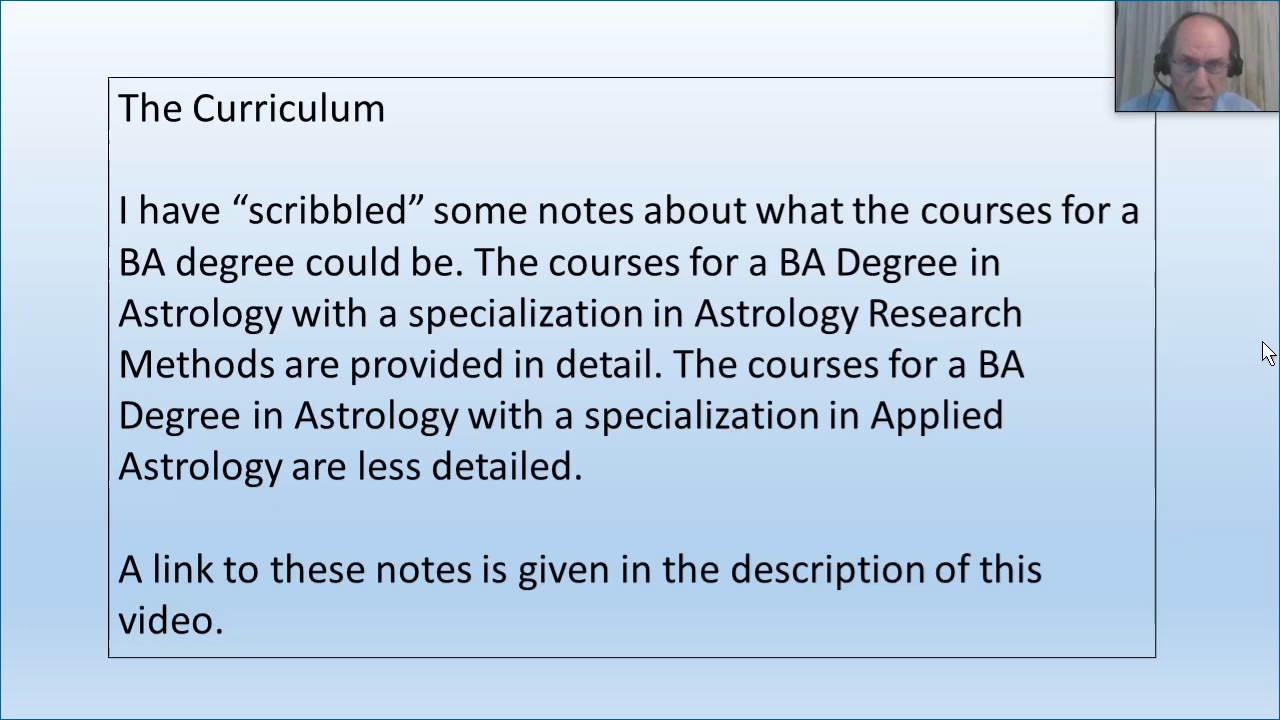 The Curriculum
I have “scribbled” some notes about what the courses for a
BA degree could be. The courses for a BA Degree in
Astrology with a specialization in Astrology Research
Methods are provided in detail. The courses for a BA
Degree in Astrology with a specialization in Applied
Astrology are less detailed.
A link to these notes is given in the description of this
video.